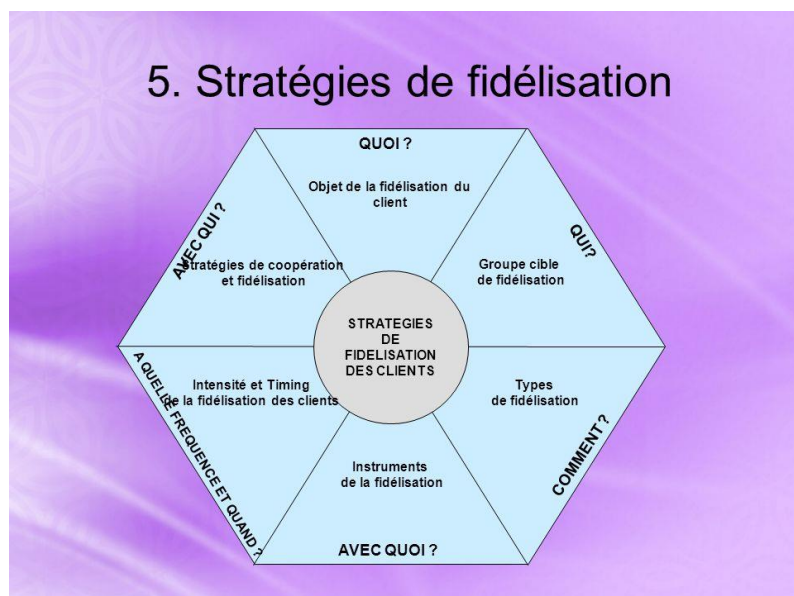 5. Stratégies de fidélisation
QUOI ?
Objet de la fidélisation du
client
QUI?
Groupe cible
de fidélisation
COMMENT ?
Types
de fidélisation
AVEC QUOI ?
Instruments
de la fidélisation
A QUELLE FREQUENCE ET QUAND ?
Intensité et Timing
de la fidélisation des clients
AVEC QUI ?
Stratégies de coopération
et fidélisation
STRATEGIES
DE
FIDELISATION
DES CLIENTS